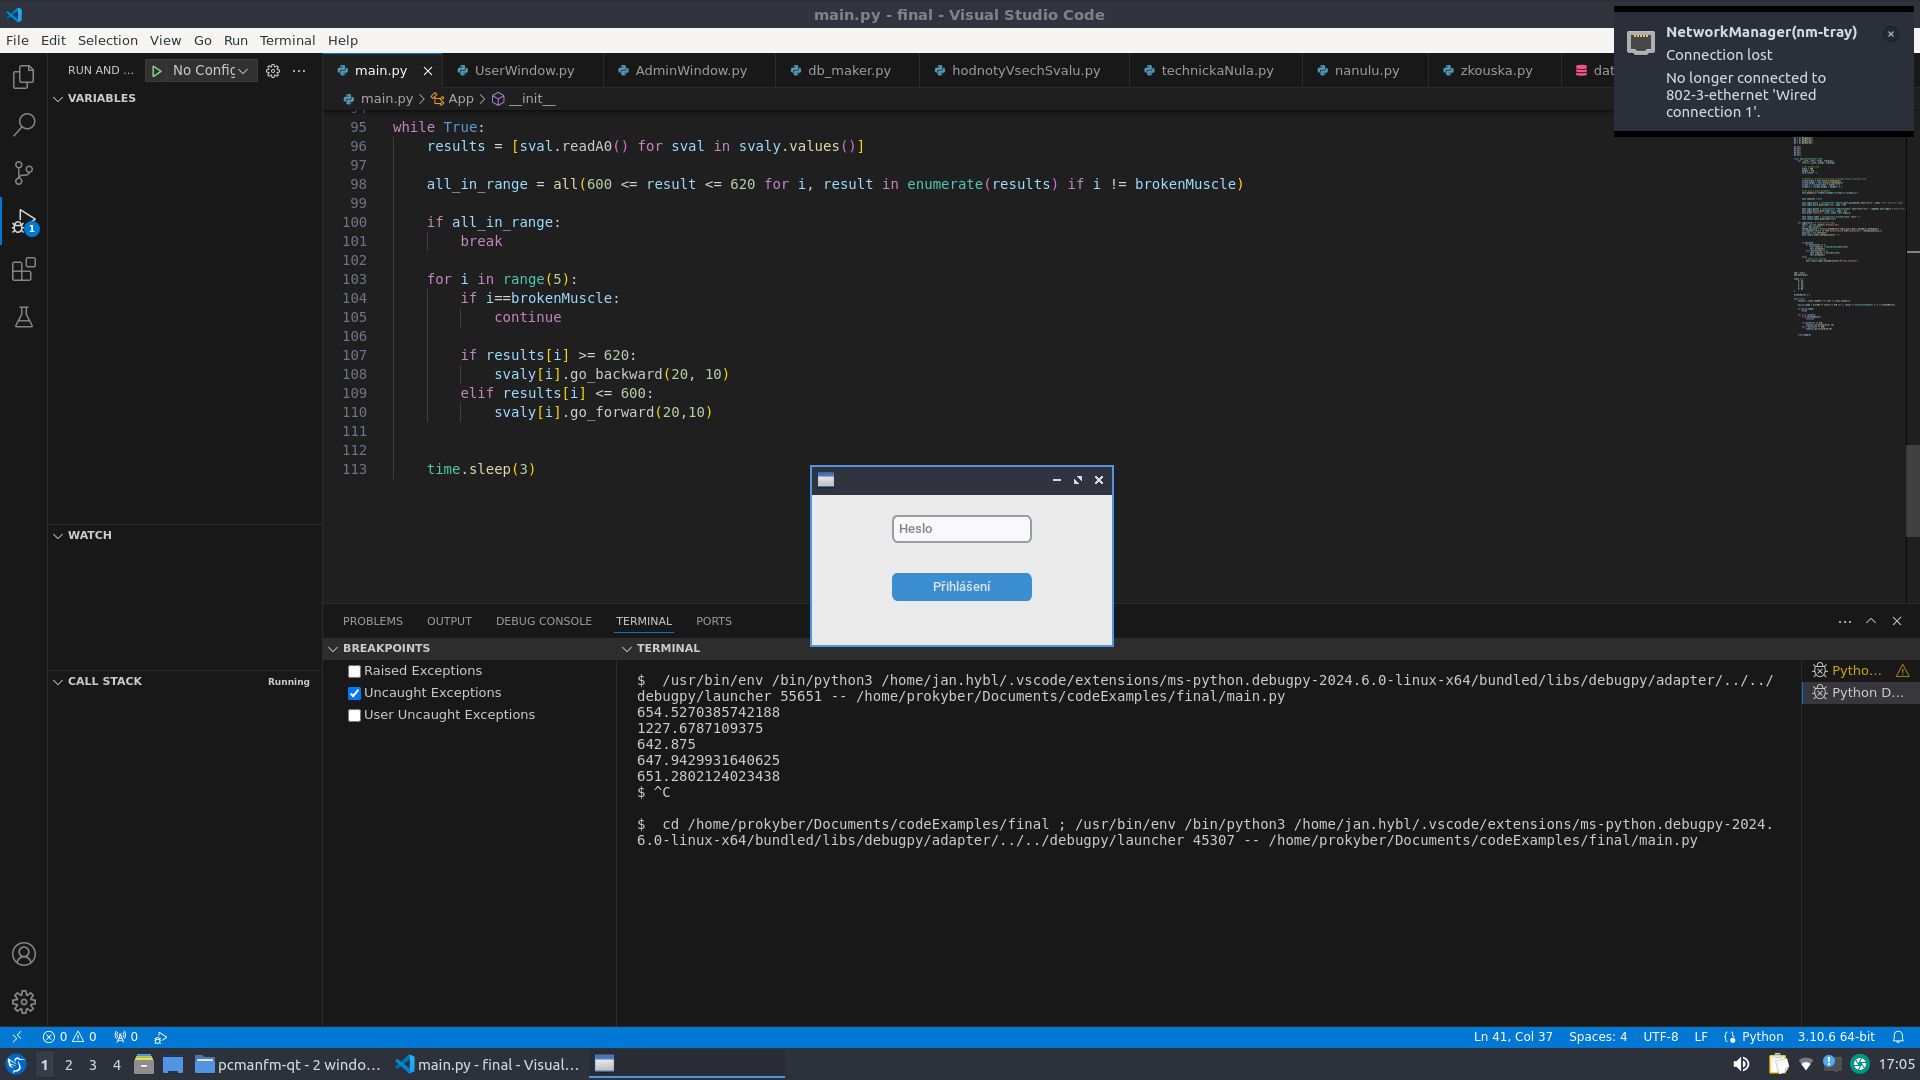 main.py - final - Visual Studio Code
File Edit Selection View Go Run Terminal Help
NetworkManager(nm-tray)
Connection lost
No longer connected to
802-3-ethernet 'Wired
connection 1'.
RUN AND ... No Config
main.py UserWindow.py AdminWindow.py db_maker.py hodnotyVsechSvalu.py technickaNula.py nanulu.py zkouska.py dat
VARIABLES
main.py > App > __init__
95 while True:
96 results = [sval.readA0() for sval in svaly.values()]
97
98 all_in_range = all(600 <= result <= 620 for i, result in enumerate(results) if i != brokenMuscle)
99
100 if all_in_range:
101 break
102
103 for i in range(5):
104 if i==brokenMuscle:
105 continue
106
107 if results[i] >= 620:
108 svaly[i].go_backward(20, 10)
109 elif results[i] <= 600:
110 svaly[i].go_forward(20,10)
111
112
113 time.sleep(3)
WATCH
CALL STACK Running
Heslo
Přihlášení
PROBLEMS OUTPUT DEBUG CONSOLE TERMINAL PORTS
BREAKPOINTS
Raised Exceptions
Uncaught Exceptions
User Uncaught Exceptions
TERMINAL
$ /usr/bin/env /bin/python3 /home/jan.hybl/.vscode/extensions/ms-python.debugpy-2024.6.0-linux-x64/bundled/libs/debugpy/adapter/../../
debugpy/launcher 55651 -- /home/prokyber/Documents/codeExamples/final/main.py
654.5270385742188
1227.6787109375
642.875
647.9429931640625
651.2802124023438
$ ^C
$ cd /home/prokyber/Documents/codeExamples/final ; /usr/bin/env /bin/python3 /home/jan.hybl/.vscode/extensions/ms-python.debugpy-2024.
6.0-linux-x64/bundled/libs/debugpy/adapter/../../debugpy/launcher 45307 -- /home/prokyber/Documents/codeExamples/final/main.py
Pytho...
Python D...
1
0 0 0 Ln 41, Col 37 Spaces: 4 UTF-8 LF Python 3.10.6 64-bit
1 2 3 4 pcmanfm-qt - 2 windo... main.py - final - Visual... 17:05